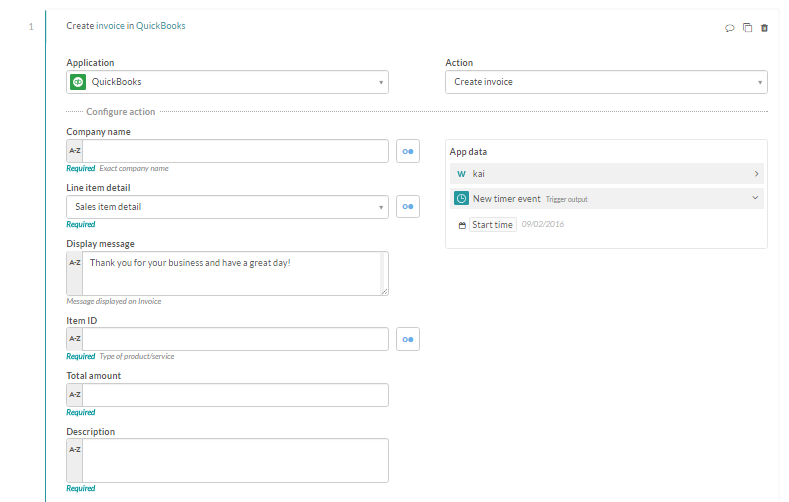 1
Create invoice in QuickBooks
Application
QuickBooks
Action
Create invoice
Configure action
Company name
A-Z
Required Exact company name
Line item detail
Sales item detail
Required
Display message
A-Z
Thank you for your business and have a great day!
Message displayed on Invoice
Item ID
A-Z
Required Type of product/service
Total amount
A-Z
Required
Description
A-Z
Required
App data
W kai
New timer event Trigger output
Start time 09/02/2016